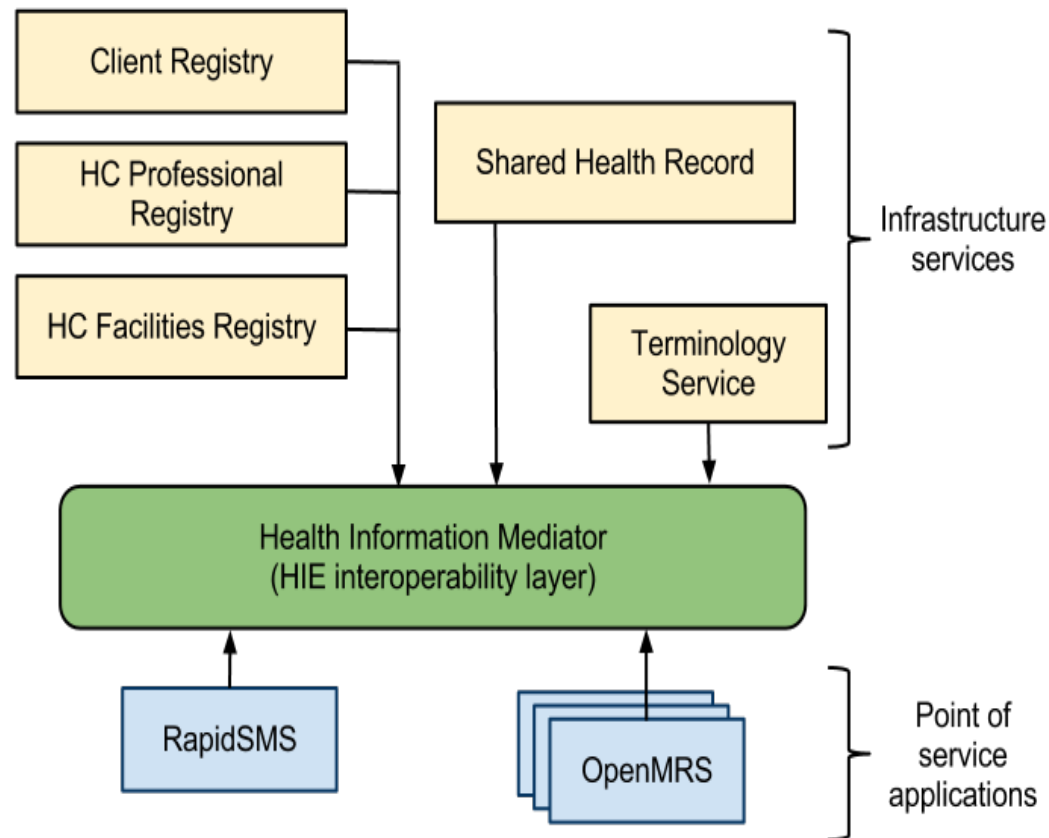 Client Registry
HC Professional
Registry
HC Facilities Registry
Shared Health Record
Terminology
Service
Infrastructure
services
Health Information Mediator
(HIE interoperability layer)
RapidSMS
OpenMRS
Point of
service
applications